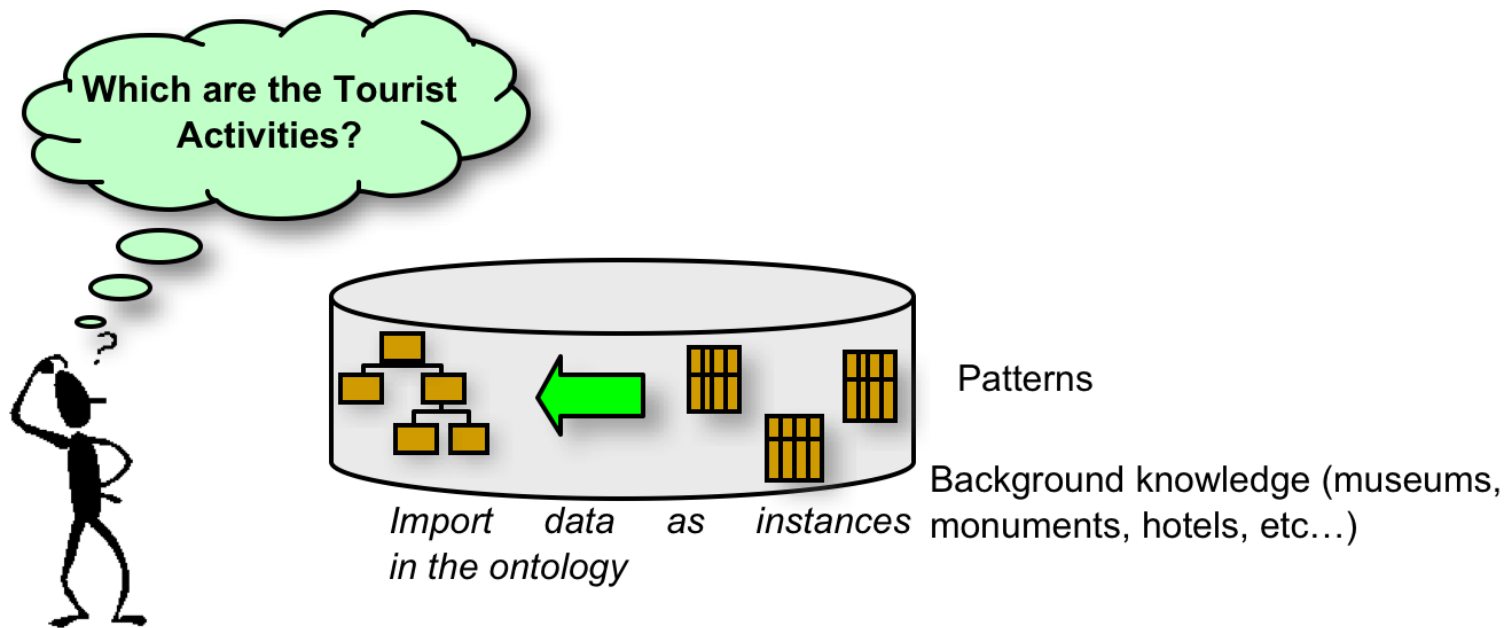 Which are the Tourist
Activities?
?
Patterns
Background knowledge (museums,
monuments, hotels, etc…)
Import data as instances
in the ontology